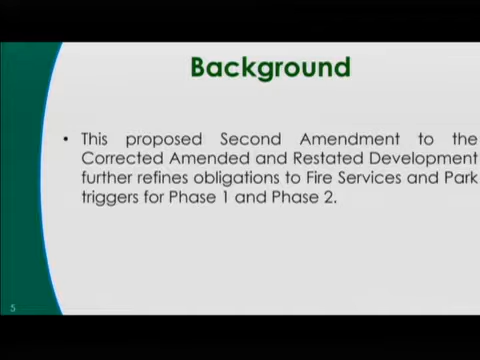 Background
• This proposed Second Amendment to the
Corrected Amended and Restated Development
further refines obligations to Fire Services and Park
triggers for Phase 1 and Phase 2.
5